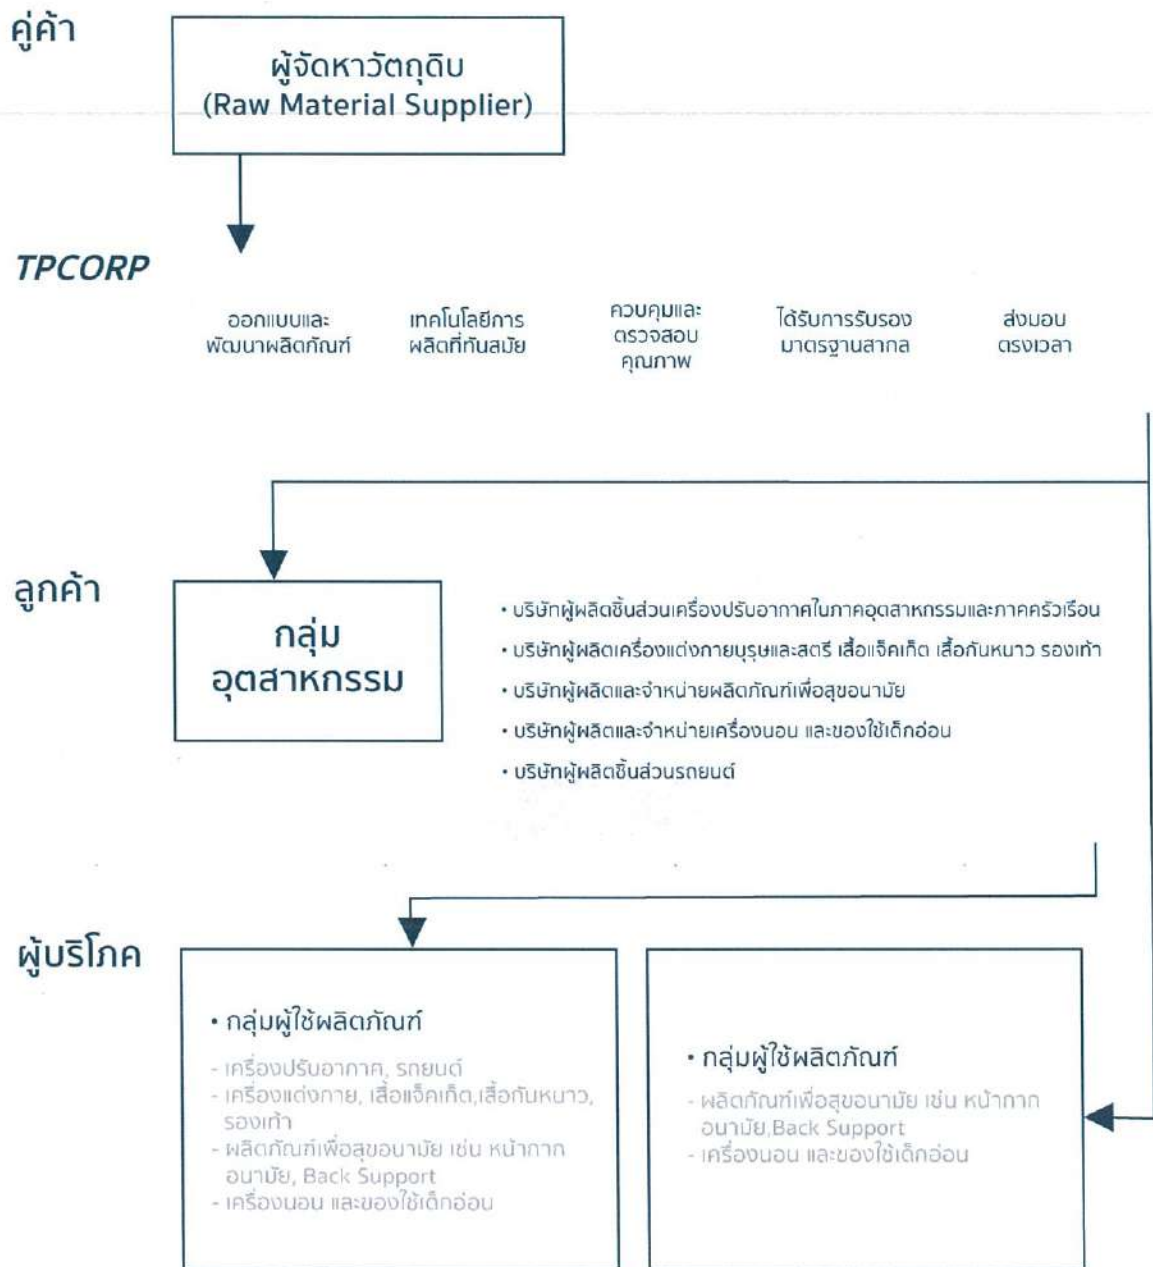 คู่ค้า
ผู้จัดหาวัตถุดิบ
(Raw Material Supplier)
TPCORP
ออกแบบและ
พัฒนาผลิตภัณฑ์
เทคโนโลยีการ
ผลิตที่ทันสมัย
ควบคุมและ
ตรวจสอบ
คุณภาพ
ได้รับการรับรอง
มาตรฐานสากล
ส่งมอบ
ตรงเวลา
ลูกค้า
กลุ่ม
อุตสาหกรรม
• บริษัทผู้ผลิตชิ้นส่วนเครื่องปรับอากาศในภาคอุตสาหกรรมและภาคครัวเรือน
• บริษัทผู้ผลิตเครื่องแต่งกายบุรุษและสตรี เสื้อแจ็คเก็ต เสื้อกันหนาว รองเท้า
• บริษัทผู้ผลิตและจำหน่ายผลิตภัณฑ์เพื่อสุขอนามัย
• บริษัทผู้ผลิตและจำหน่ายเครื่องนอน และของใช้เด็กอ่อน
• บริษัทผู้ผลิตชิ้นส่วนรถยนต์
ผู้บริโภค
• กลุ่มผู้ใช้ผลิตภัณฑ์
- เครื่องปรับอากาศ, รถยนต์
- เครื่องแต่งกาย, เสื้อแจ็คเก็ต,เสื้อกันหนาว,
รองเท้า
- ผลิตภัณฑ์เพื่อสุขอนามัย เช่น หน้ากาก
อนามัย, Back Support
- เครื่องนอน และของใช้เด็กอ่อน
• กลุ่มผู้ใช้ผลิตภัณฑ์
- ผลิตภัณฑ์เพื่อสุขอนามัย เช่น หน้ากาก
อนามัย,Back Support
- เครื่องนอน และของใช้เด็กอ่อน